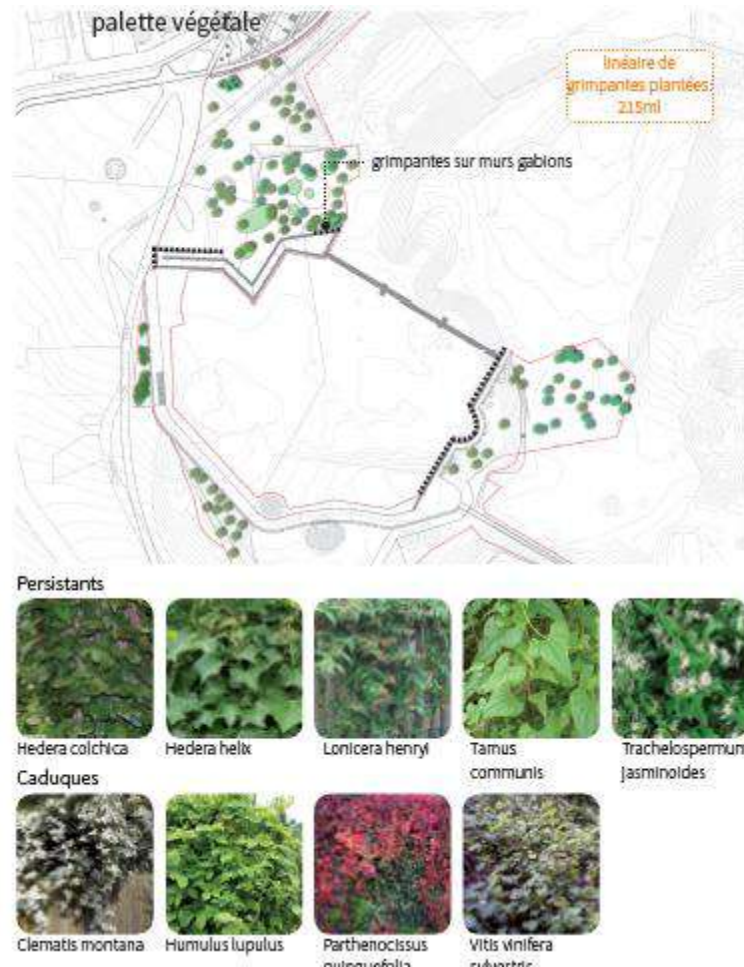 palette végétale
linéaire de
grimpantes plantées
215ml
grimpantes sur murs gabions
Persistants
Hedera colchica
Hedera helix
Lonicera henryi
Tamus
communis
Trachelospermum
jasminoides
Caduques
Clematis montana
Humulus lupulus
Parthenocissus
quinquefolia
Vitis vinifera
sylvestris